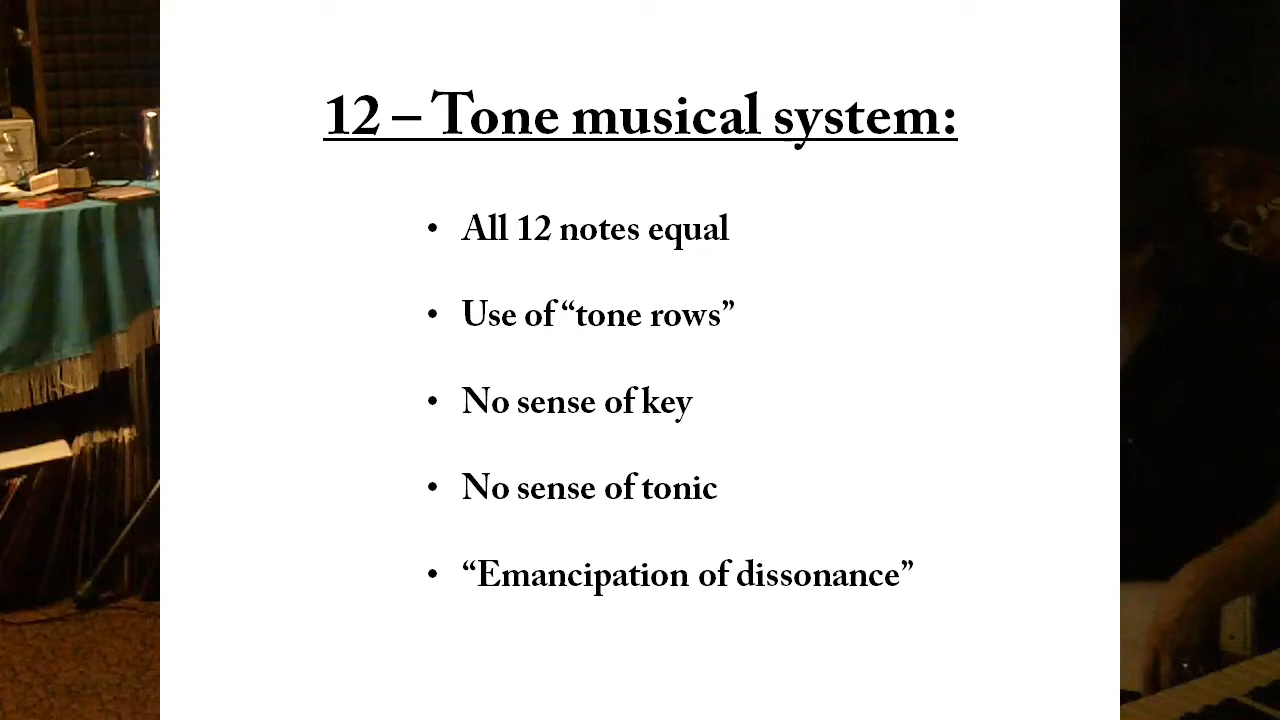 12 – Tone musical system:
• All 12 notes equal
• Use of “tone rows”
• No sense of key
• No sense of tonic
• “Emancipation of dissonance”